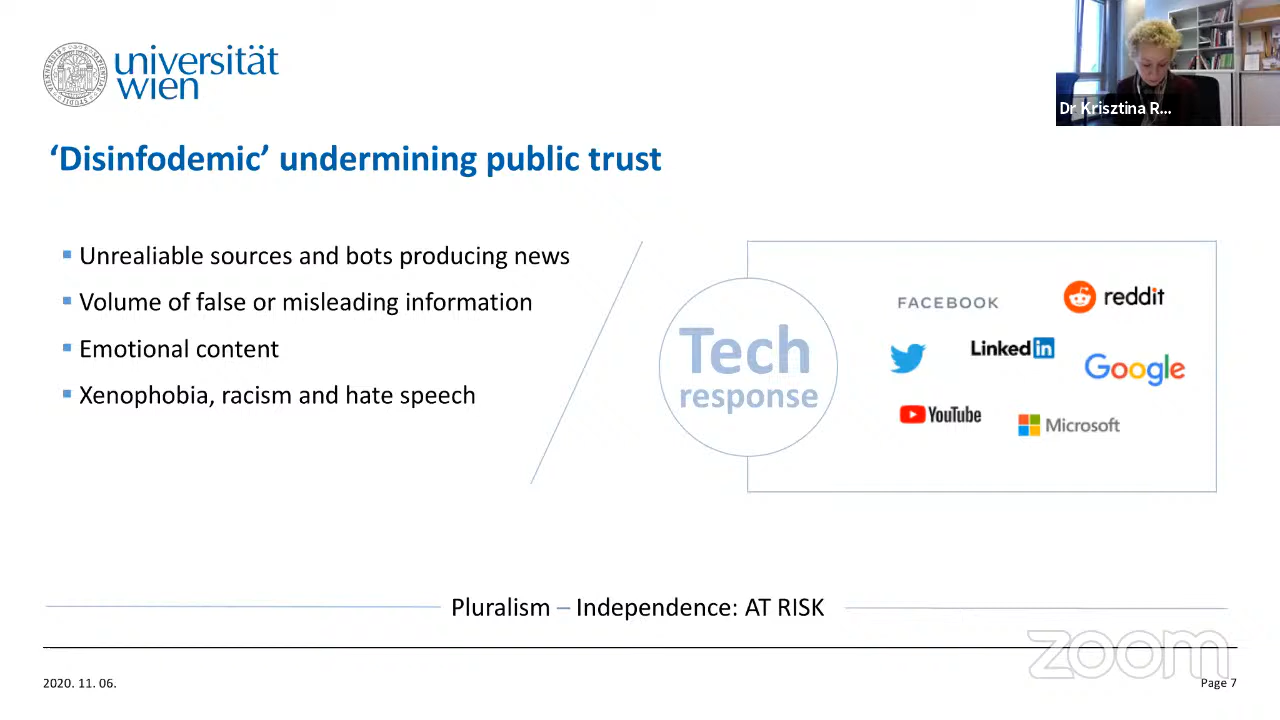 universität
wien
Dr Krisztina R...
‘Disinfodemic’ undermining public trust
Unrealiable sources and bots producing news
Volume of false or misleading information
Emotional content
Xenophobia, racism and hate speech
Tech
response
FACEBOOK
reddit
Linked in
Google
YouTube
Microsoft
Pluralism – Independence: AT RISK
zoom
2020. 11. 06.
Page 7